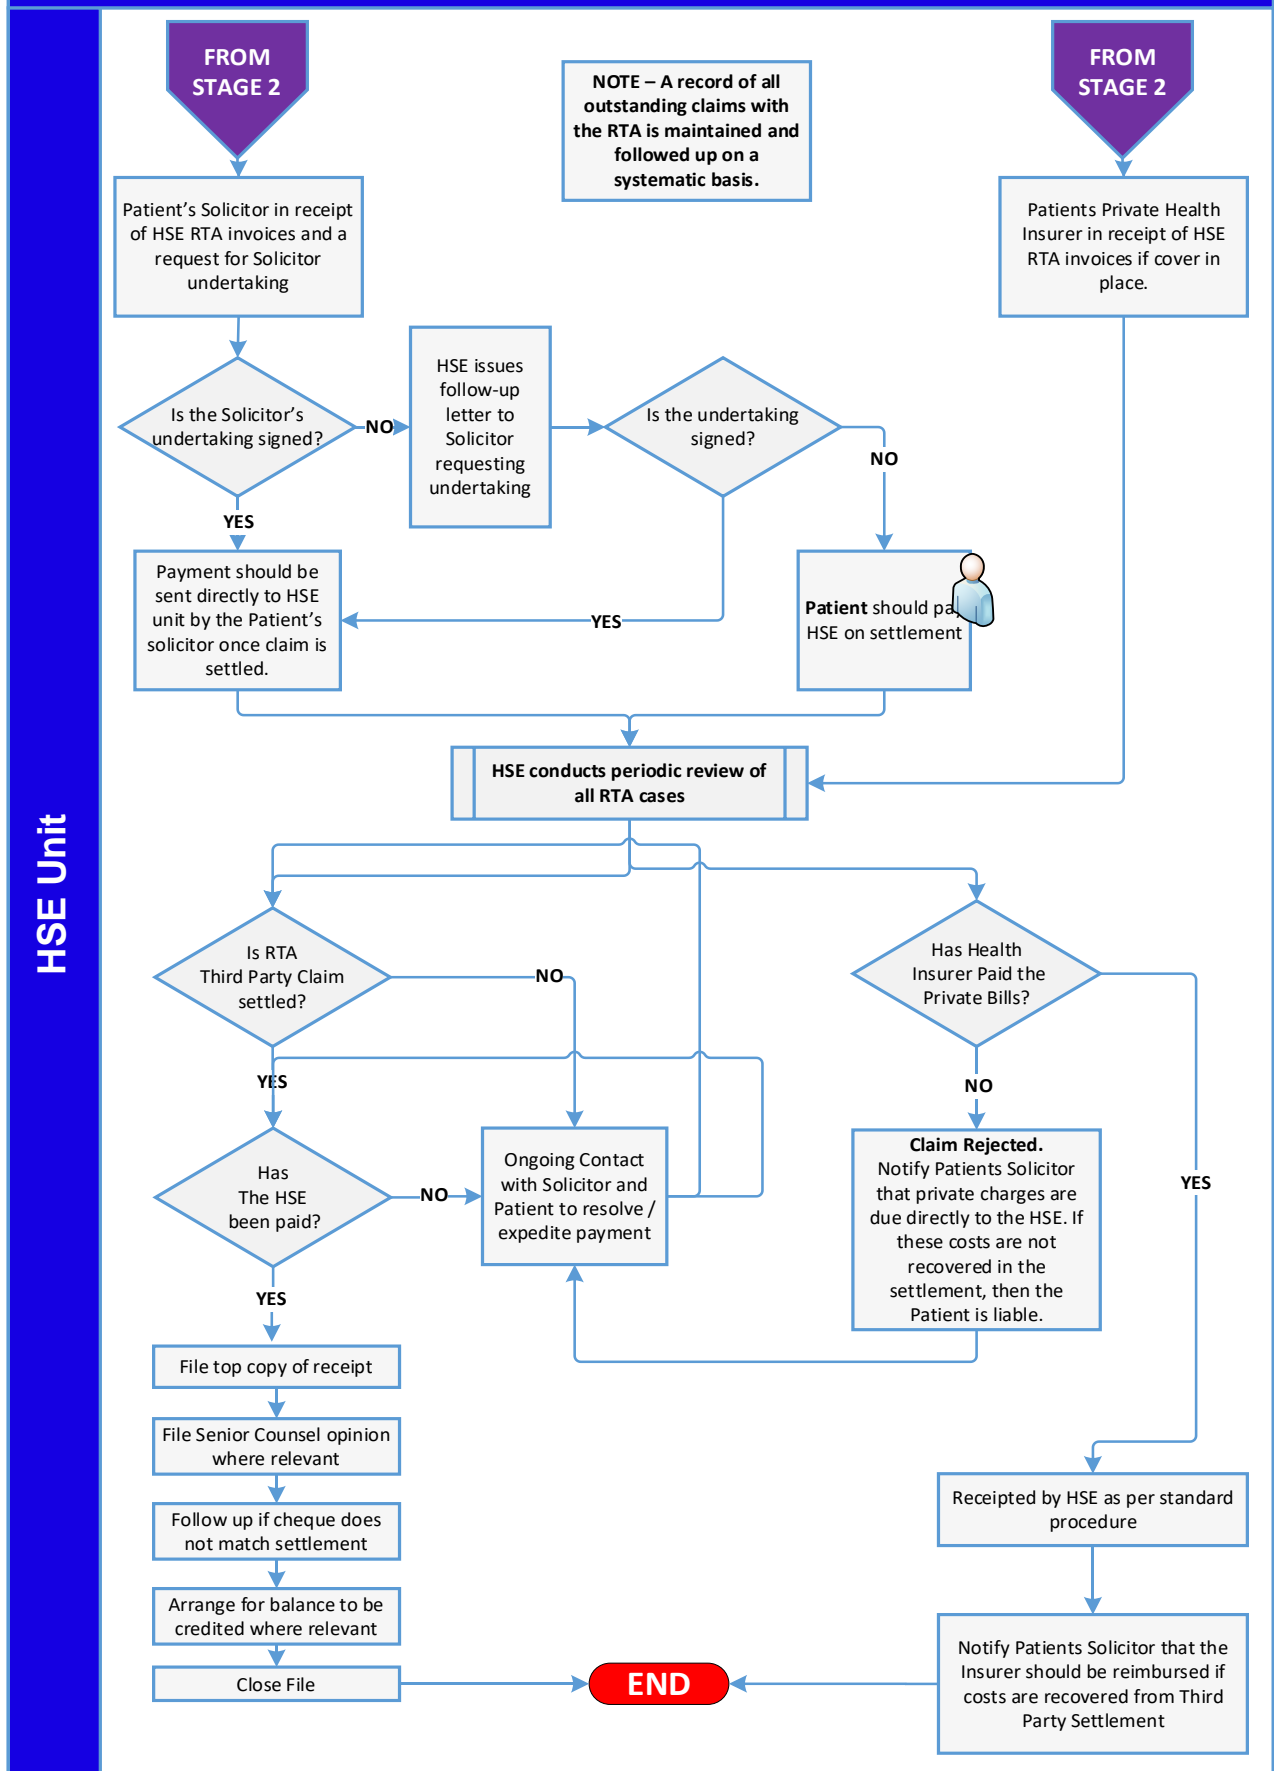 FROM
STAGE 2
FROM
STAGE 2
NOTE – A record of all
outstanding claims with
the RTA is maintained and
followed up on a
systematic basis.
Patient’s Solicitor in receipt
of HSE RTA invoices and a
request for Solicitor
undertaking
Patients Private Health
Insurer in receipt of HSE
RTA invoices if cover in
place.
Is the Solicitor’s
undertaking signed?
NO
HSE issues
follow-up
letter to
Solicitor
requesting
undertaking
Is the undertaking
signed?
NO
YES
Payment should be
sent directly to HSE
unit by the Patient’s
solicitor once claim is
settled.
YES
Patient should pa
HSE on settlement
HSE conducts periodic review of
all RTA cases
HSE Unit
Is RTA
Third Party Claim
settled?
NO
Has Health
Insurer Paid the
Private Bills?
YES
NO
Has
The HSE
been paid?
NO
Ongoing Contact
with Solicitor and
Patient to resolve /
expedite payment
Claim Rejected.
Notify Patients Solicitor
that private charges are
due directly to the HSE. If
these costs are not
recovered in the
settlement, then the
Patient is liable.
YES
YES
File top copy of receipt
File Senior Counsel opinion
where relevant
Follow up if cheque does
not match settlement
Arrange for balance to be
credited where relevant
Close File
END
Receipted by HSE as per standard
procedure
Notify Patients Solicitor that the
Insurer should be reimbursed if
costs are recovered from Third
Party Settlement